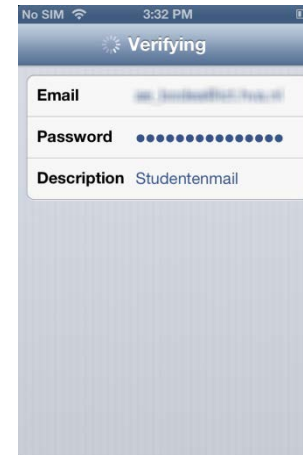 No SIM 3:32 PM
Verifying
Email
Password ●●●●●●●●●●●●●●●
Description Studentenmail